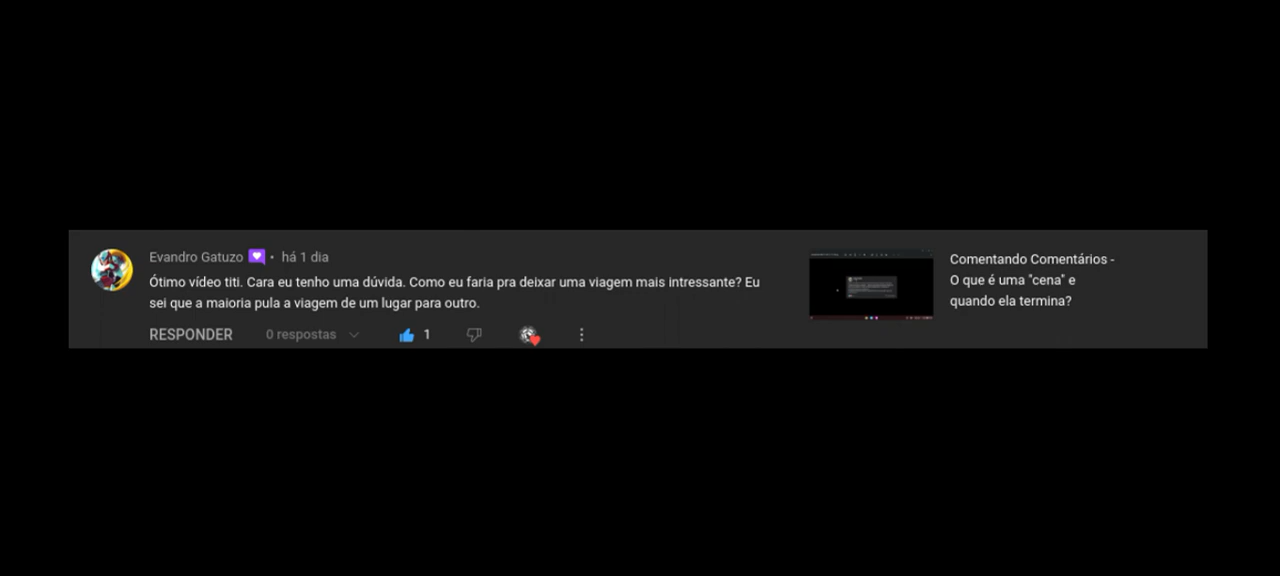 Evandro Gatuzo • há 1 dia
Ótimo vídeo titi. Cara eu tenho uma dúvida. Como eu faria pra deixar uma viagem mais intressante? Eu
sei que a maioria pula a viagem de um lugar para outro.
RESPONDER 0 respostas 1
Comentando Comentários -
O que é uma "cena" e
quando ela termina?